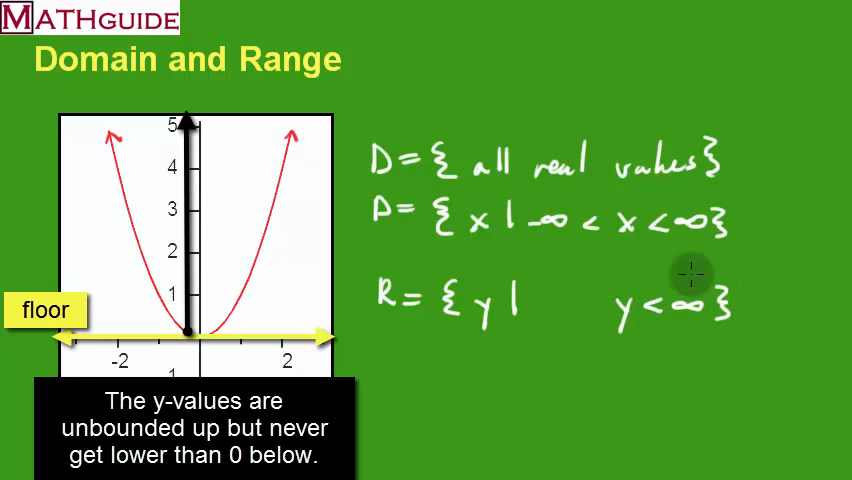 MATHGUIDE
Domain and Range
5
4
3
2
1
floor
-2 2
1
The y-values are
unbounded up but never
get lower than 0 below.
D = { all real values }
D = { x | -∞ < x < ∞ }
R = { y | y < ∞ }